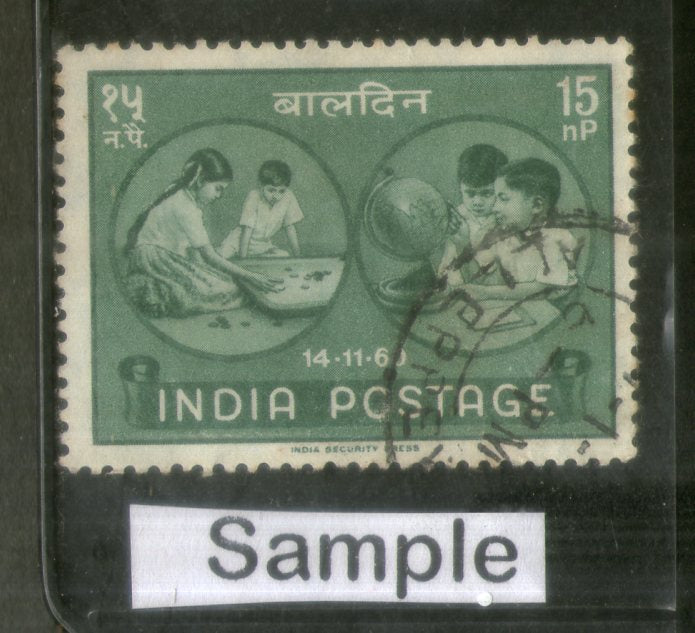 १५ बालदिन 15
न.पै. nP
14·11·60
INDIA POSTAGE
INDIA SECURITY PRESS
Sample